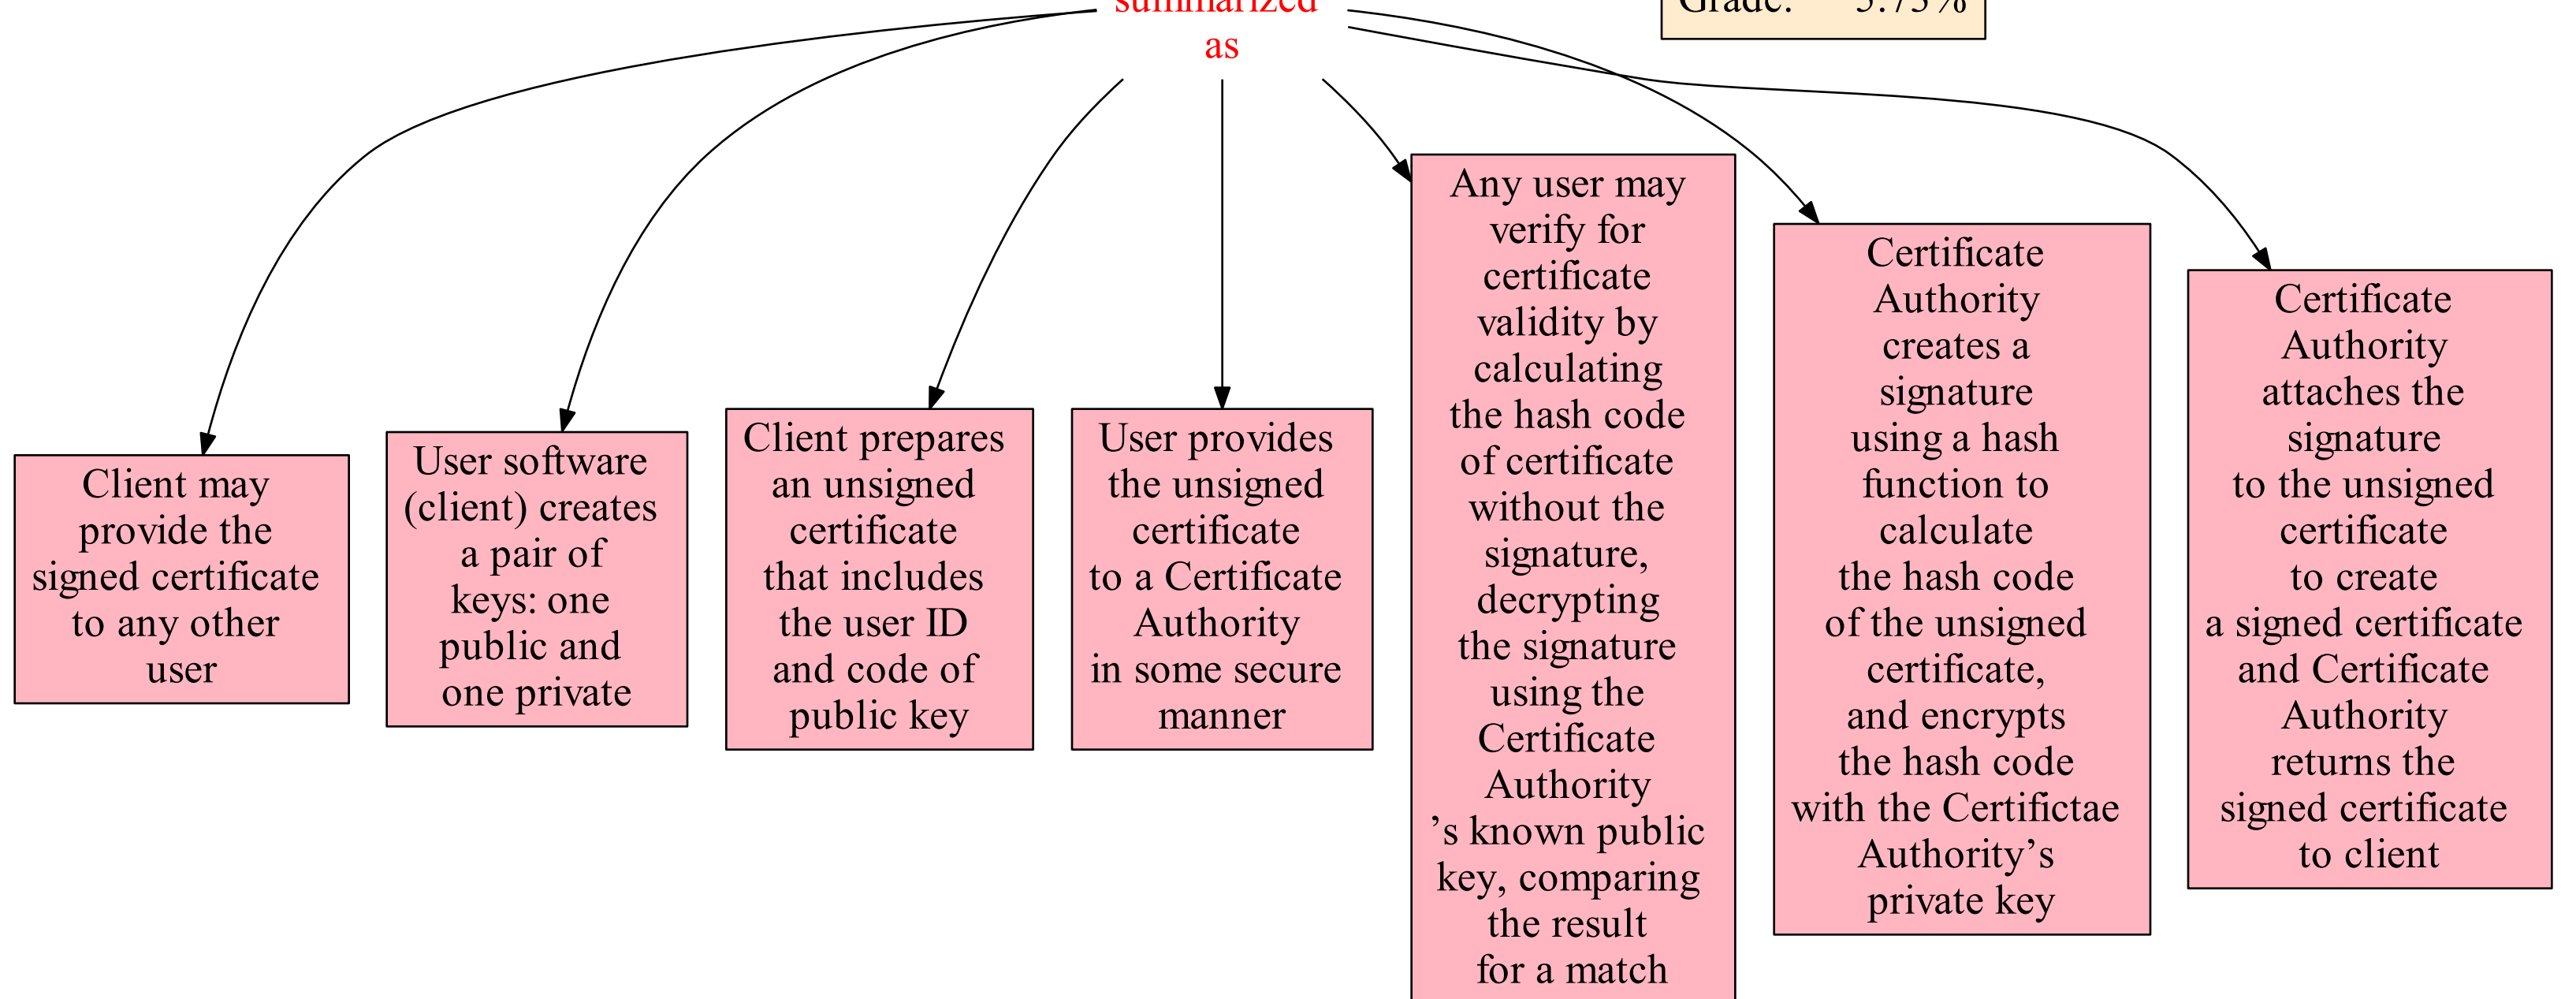 summarized
as
Grade: 5.73%
Client may
provide the
signed certificate
to any other
user
User software
(client) creates
a pair of
keys: one
public and
one private
Client prepares
an unsigned
certificate
that includes
the user ID
and code of
public key
User provides
the unsigned
certificate
to a Certificate
Authority
in some secure
manner
Any user may
verify for
certificate
validity by
calculating
the hash code
of certificate
without the
signature,
decrypting
the signature
using the
Certificate
Authority
’s known public
key, comparing
the result
for a match
Certificate
Authority
creates a
signature
using a hash
function to
calculate
the hash code
of the unsigned
certificate,
and encrypts
the hash code
with the Certifictae
Authority’s
private key
Certificate
Authority
attaches the
signature
to the unsigned
certificate
to create
a signed certificate
and Certificate
Authority
returns the
signed certificate
to client